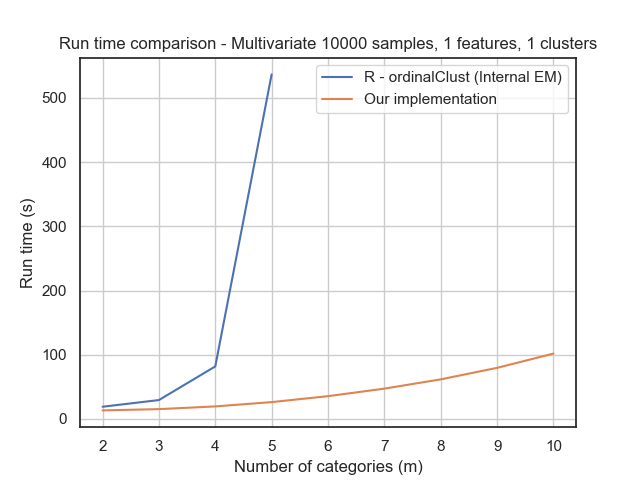 Run time comparison - Multivariate 10000 samples, 1 features, 1 clusters
R - ordinalClust (Internal EM)
Our implementation
Run time (s)
500
400
300
200
100
0
2 3 4 5 6 7 8 9 10
Number of categories (m)